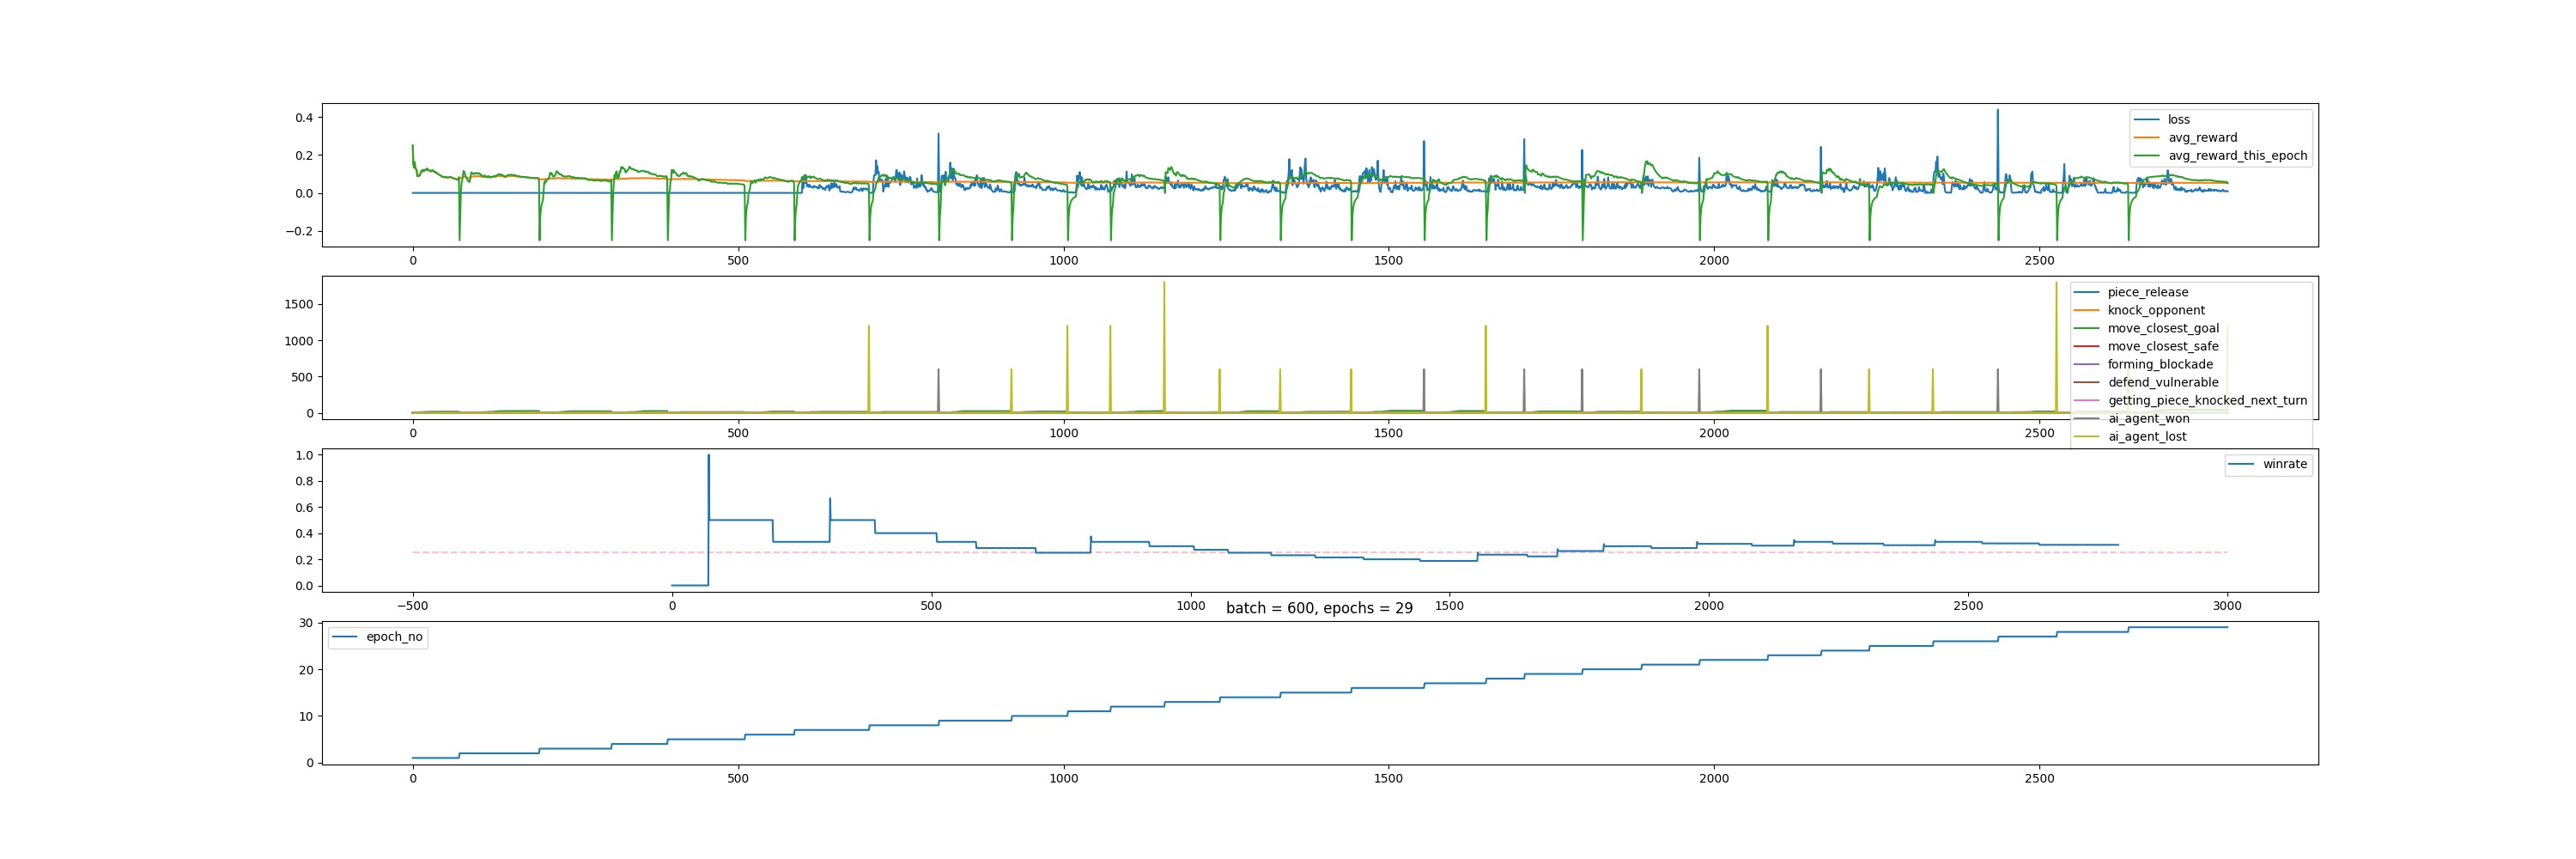 0.4
0.2
0.0
−0.2
loss
avg_reward
avg_reward_this_epoch
0 500 1000 1500 2000 2500
1500
1000
500
0
piece_release
knock_opponent
move_closest_goal
move_closest_safe
forming_blockade
defend_vulnerable
getting_piece_knocked_next_turn
ai_agent_won
ai_agent_lost
0 500 1000 1500 2000 2500
1.0
0.8
0.6
0.4
0.2
0.0
winrate
−500 0 500 1000 1500 2000 2500 3000
batch = 600, epochs = 29
30
20
10
0
epoch_no
0 500 1000 1500 2000 2500